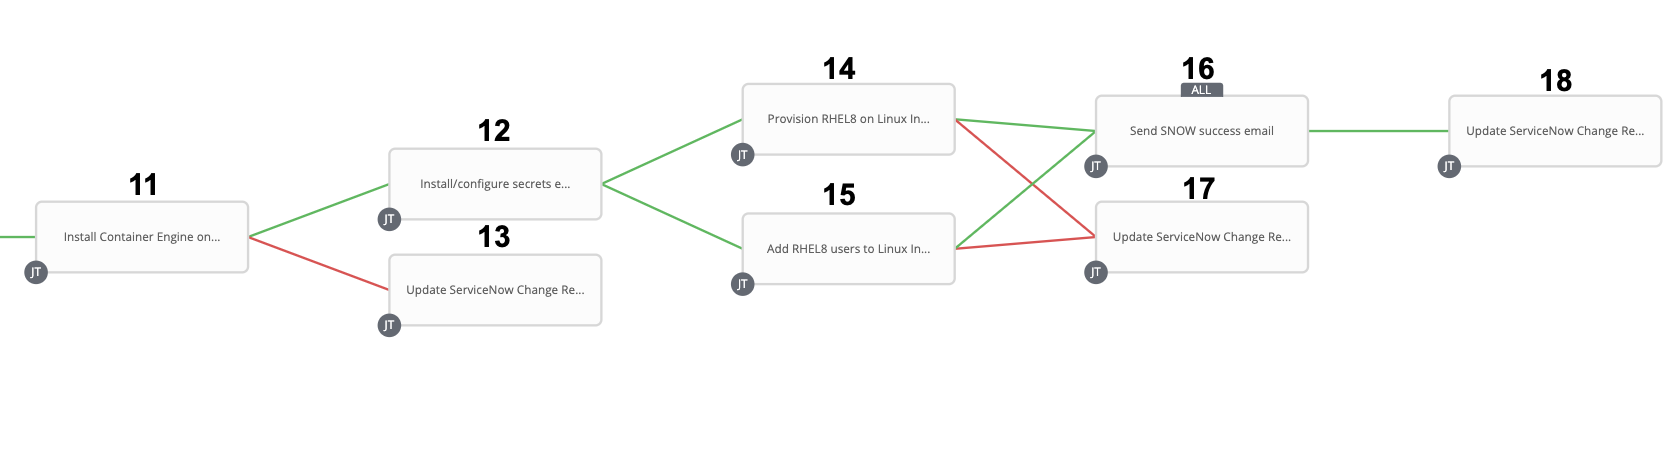 11
Install Container Engine on...
JT
12
Install/configure secrets e...
JT
13
Update ServiceNow Change Re...
JT
14
Provision RHEL8 on Linux In...
JT
15
Add RHEL8 users to Linux In...
JT
16
ALL
Send SNOW success email
JT
17
Update ServiceNow Change Re...
JT
18
Update ServiceNow Change Re...
JT